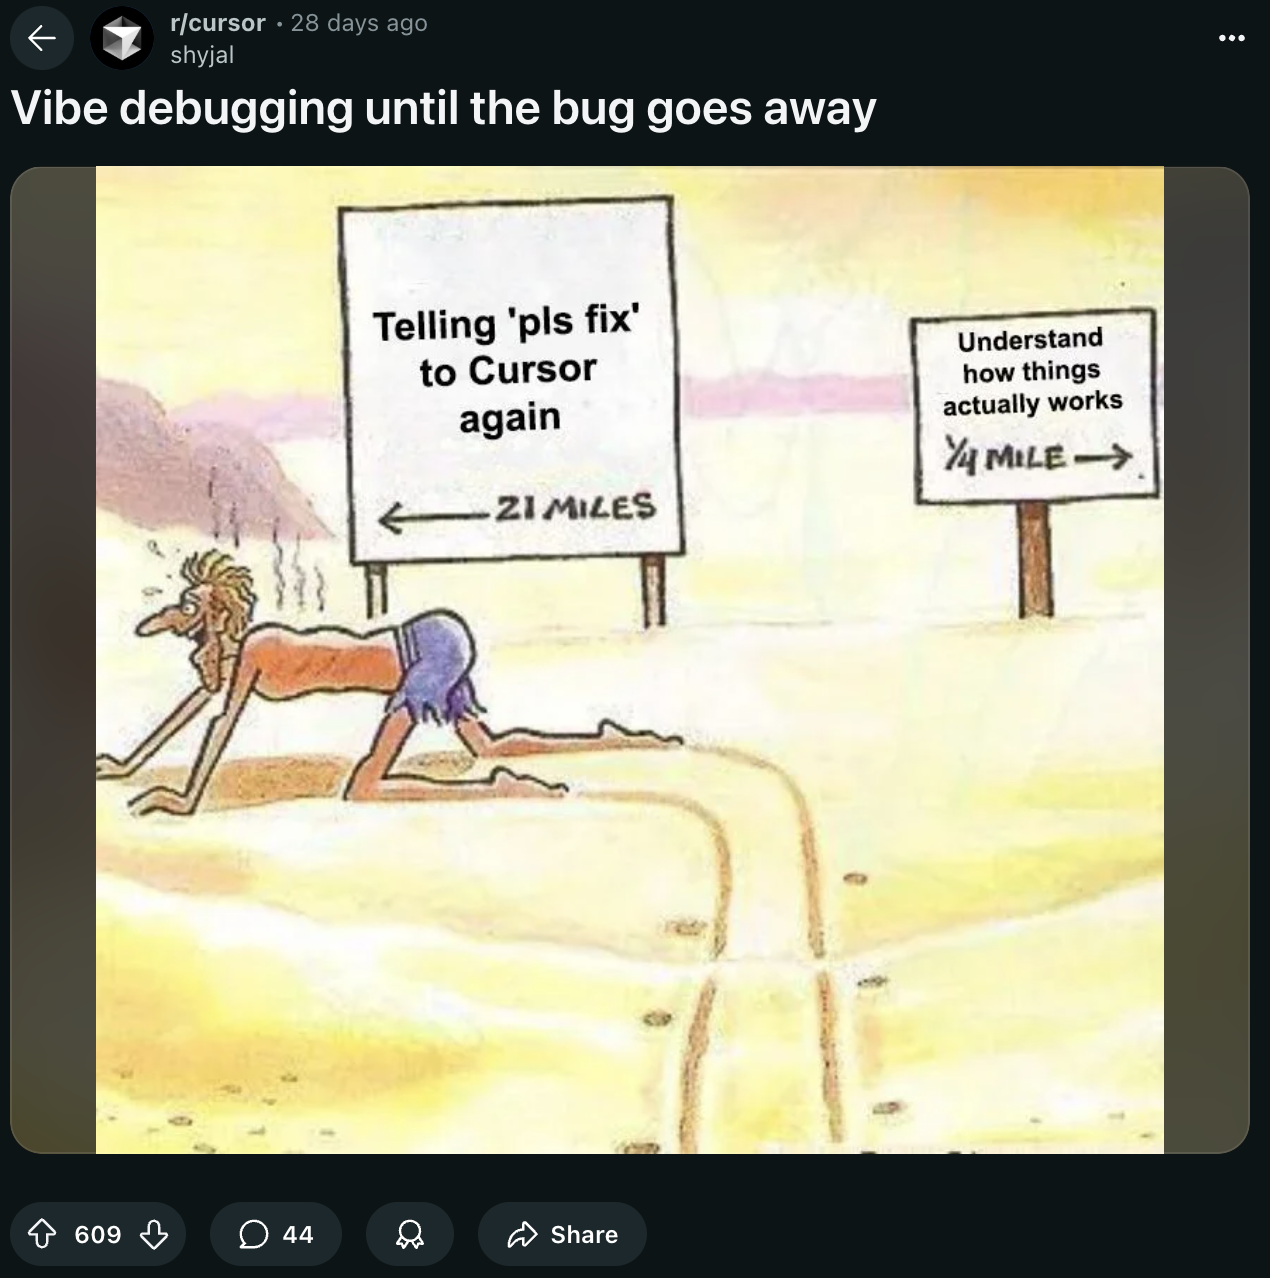 r/cursor • 28 days ago
shyjal
Vibe debugging until the bug goes away
Telling 'pls fix'
to Cursor
again
21 MILES
Understand
how things
actually works
1/4 MILE
609
44
Share